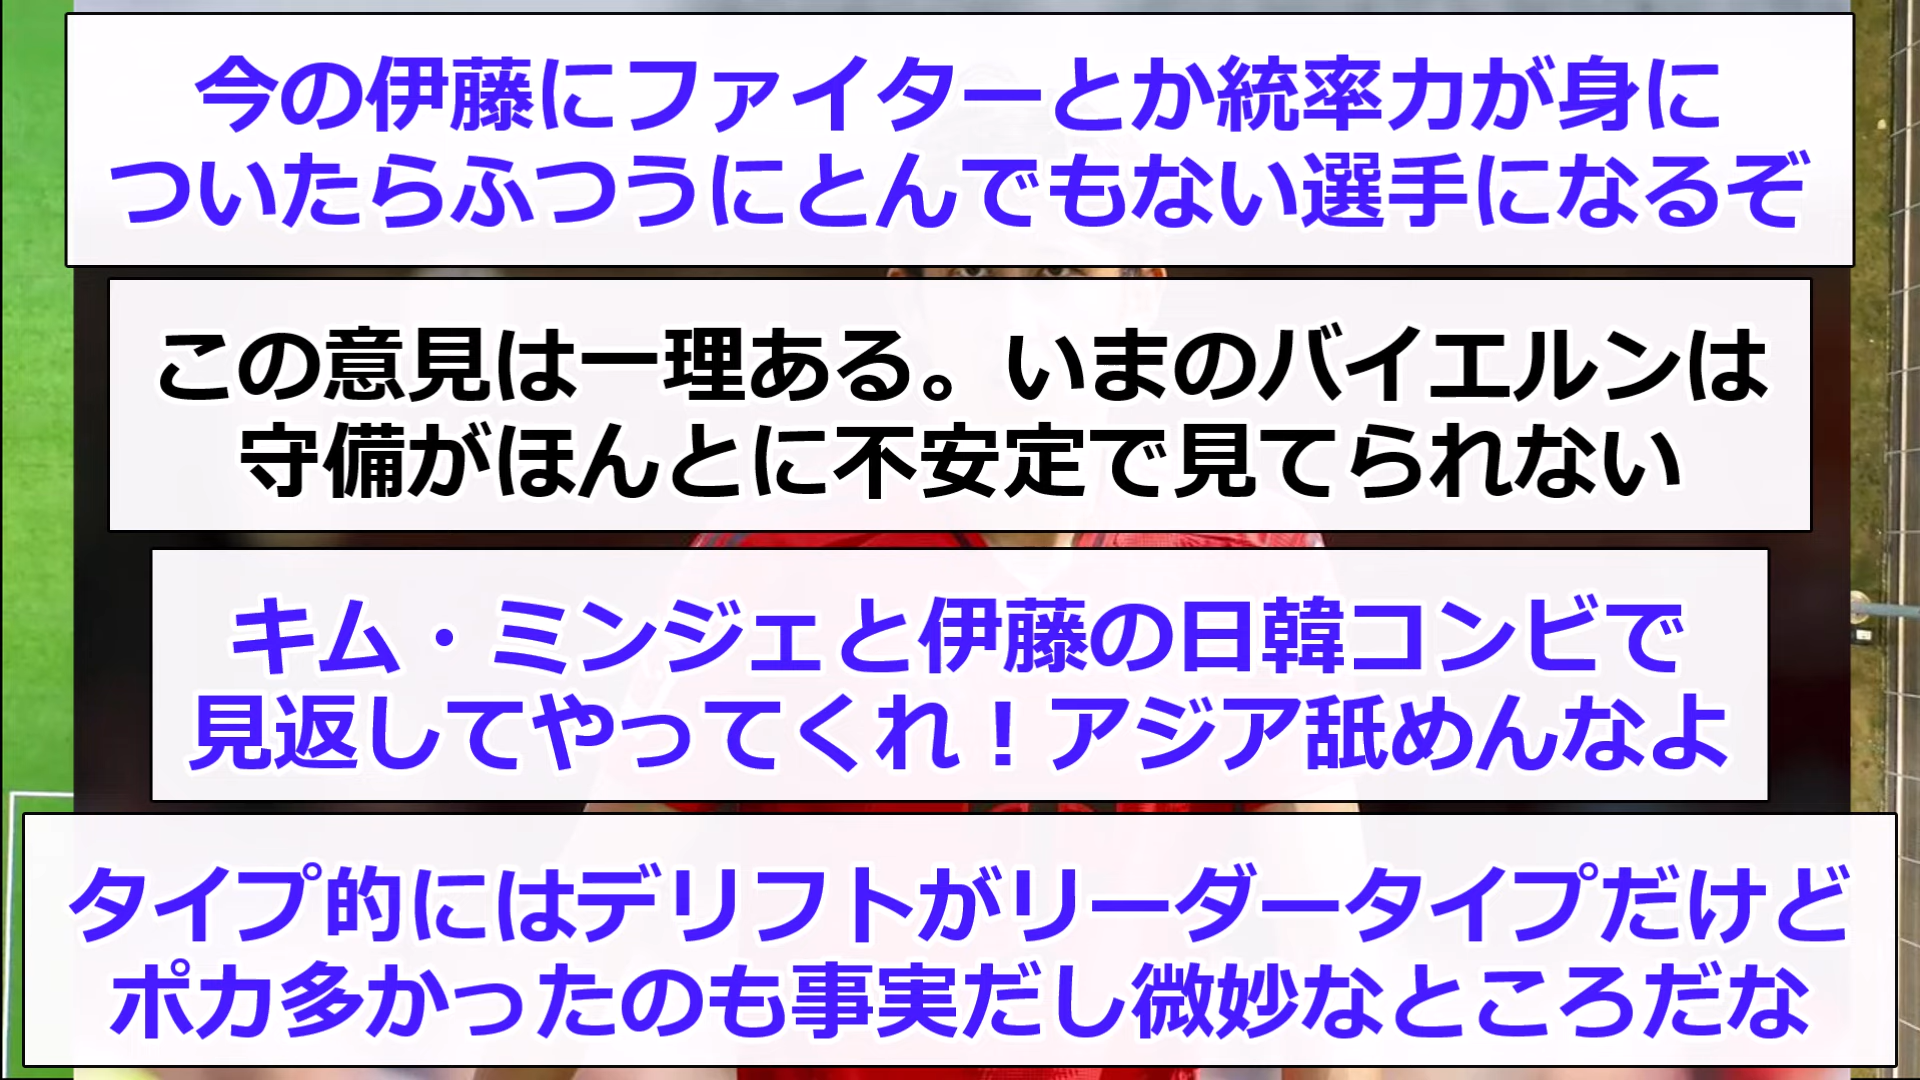 今の伊藤にファイターとか統率力が身に
ついたらふつうにとんでもない選手になるぞ
この意見は一理ある。いまのバイエルンは
守備がほんとに不安定で見てられない
キム・ミンジェと伊藤の日韓コンビで
見返してやってくれ！アジア舐めんなよ
タイプ的にはデリフトがリーダータイプだけど
ポカ多かったのも事実だし微妙なところだな